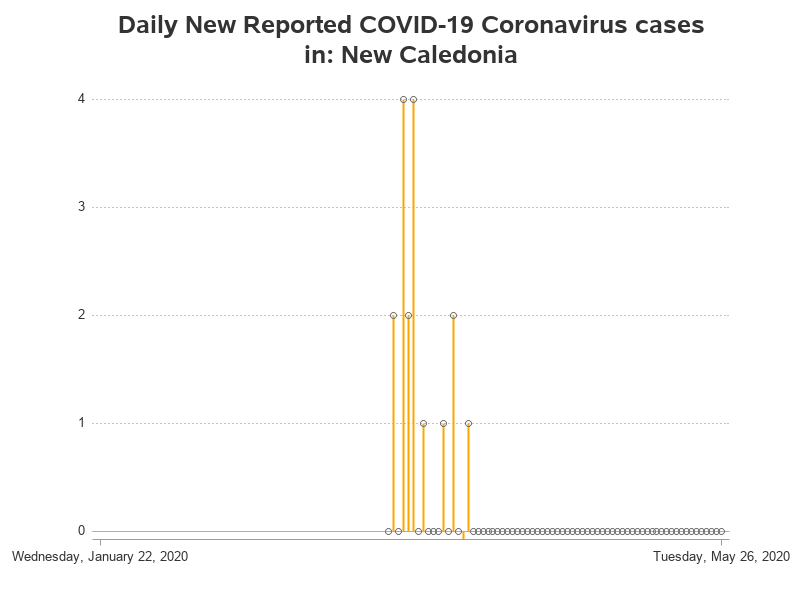 Daily New Reported COVID-19 Coronavirus cases
in: New Caledonia
4
3
2
1
0
Wednesday, January 22, 2020 Tuesday, May 26, 2020